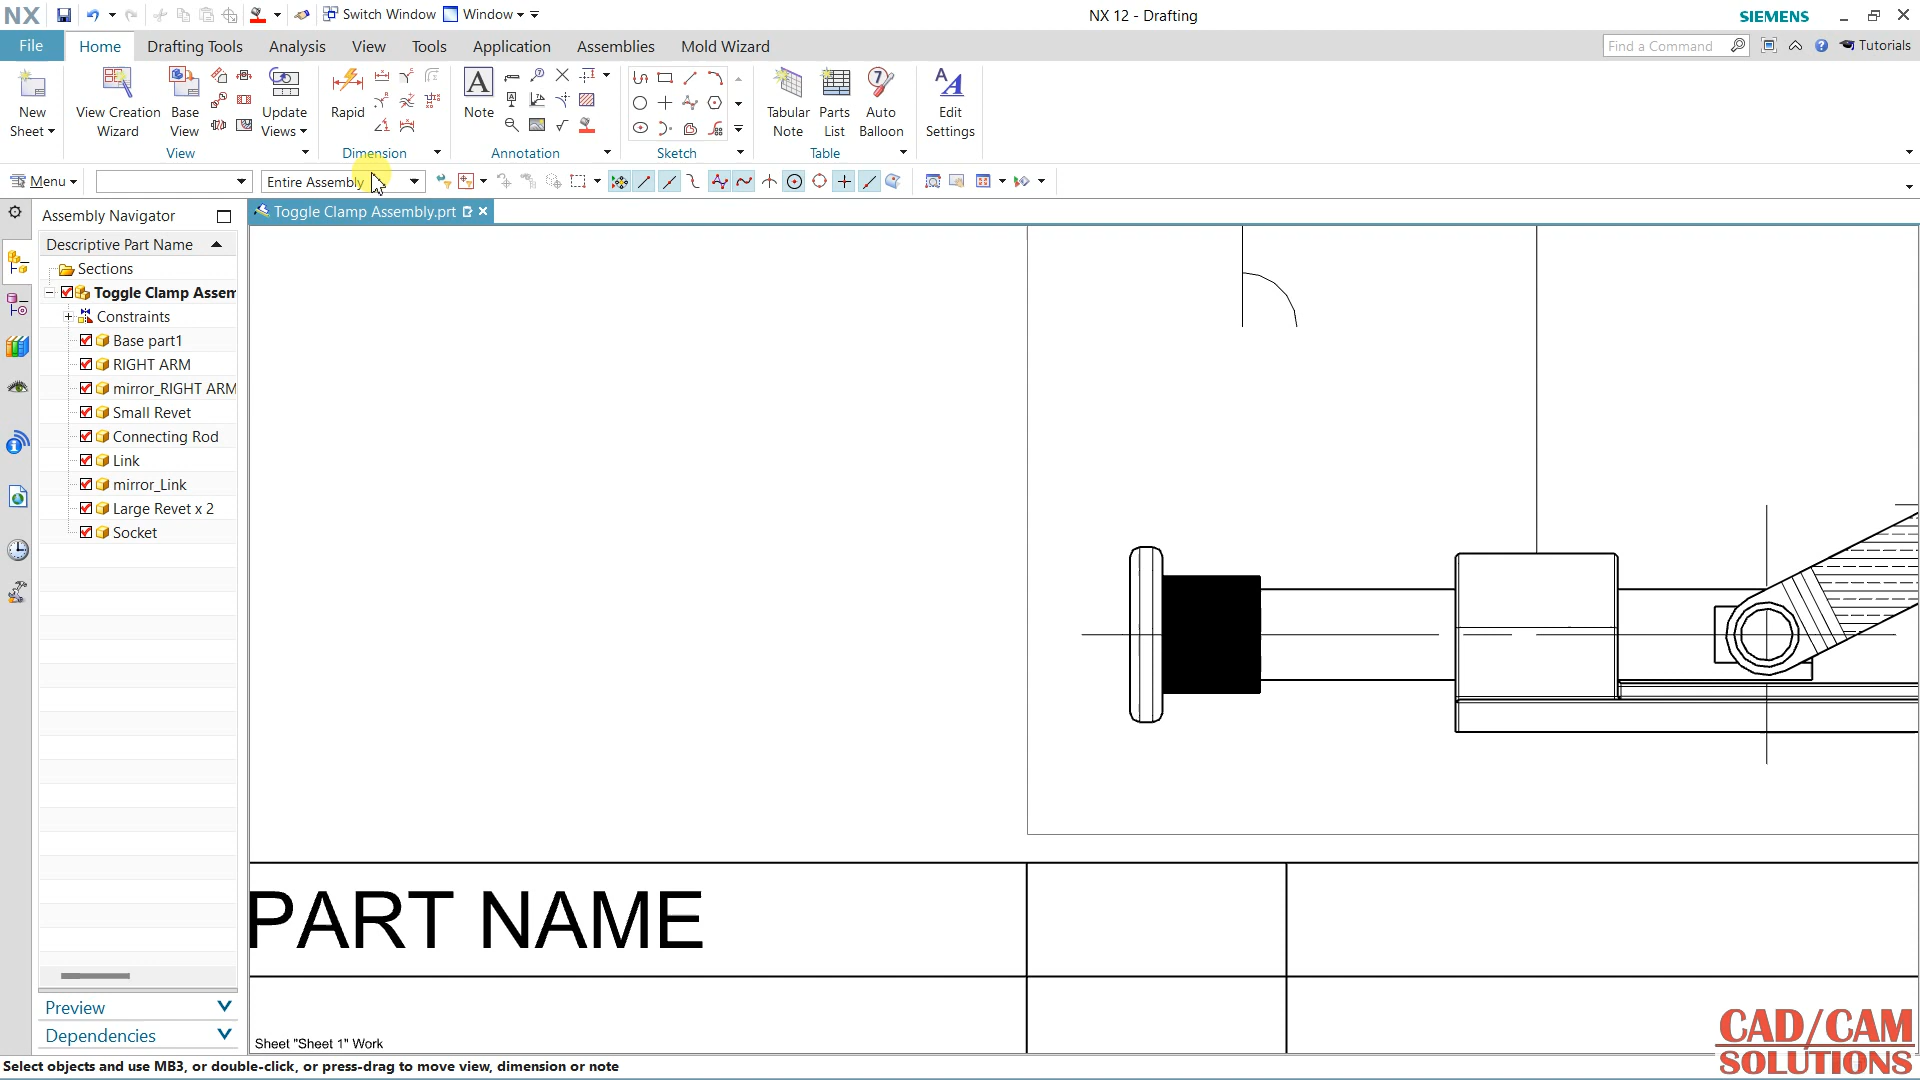 NX
Switch Window
Window
NX 12 - Drafting
SIEMENS
File
Home
Drafting Tools
Analysis
View
Tools
Application
Assemblies
Mold Wizard
Find a Command
Tutorials
New
Sheet
View Creation
Wizard
Base
View
Update
Views
View
Rapid
Dimension
A
Note
Annotation
Sketch
Tabular
Note
Parts
List
Auto
Balloon
Table
Edit
Settings
Menu
Entire Assembly
Assembly Navigator
Toggle Clamp Assembly.prt
Descriptive Part Name
Sections
Toggle Clamp Assem
Constraints
Base part1
RIGHT ARM
mirror_RIGHT ARM
Small Revet
Connecting Rod
Link
mirror_Link
Large Revet x 2
Socket
PART NAME
Preview
Dependencies
Sheet "Sheet 1" Work
CAD/CAM
SOLUTIONS
Select objects and use MB3, or double-click, or press-drag to move view, dimension or note